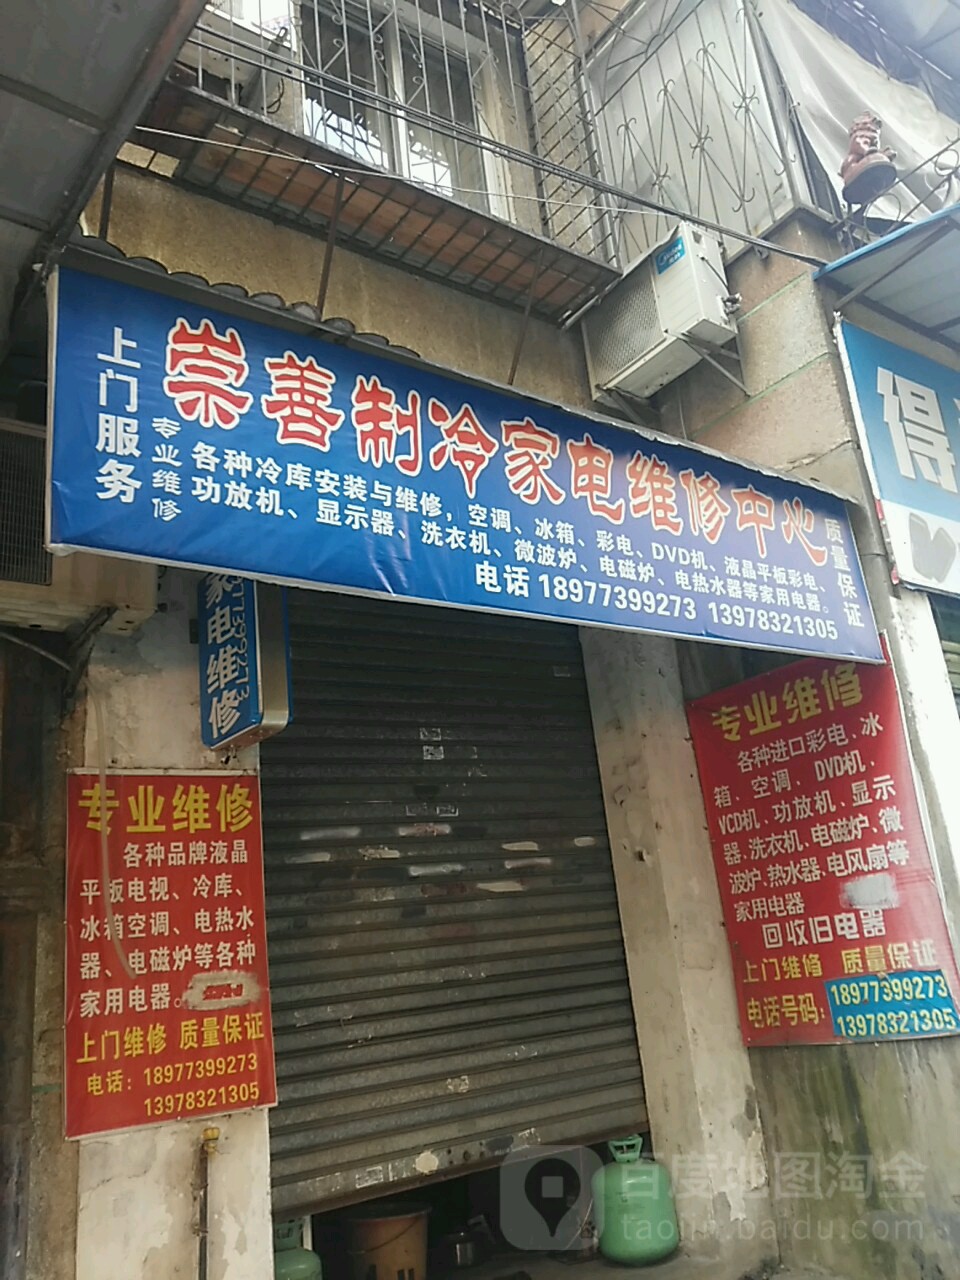 上门服务
崇善制冷家电维修中心
专业维修
各种冷库安装与维修，空调、冰箱、彩电、DVD机、液晶平板彩电、
功放机、显示器、洗衣机、微波炉、电磁炉、电热水器等家用电器。
电话 18977399273 13978321305
质量保证
得
家电维修
77399273
专业维修
各种品牌液晶
平板电视、冷库、
冰箱空调、电热水
器、电磁炉等各种
家用电器。
上门维修 质量保证
电话：18977399273
13978321305
专业维修
各种进口彩电、冰
箱、空调、DVD机、
VCD机、功放机、显示
器、洗衣机、电磁炉、微
波炉、热水器、电风扇等
家用电器
回收旧电器
上门维修 质量保证
电话号码：18977399273
13978321305
百度地图淘金
taojin.baidu.com